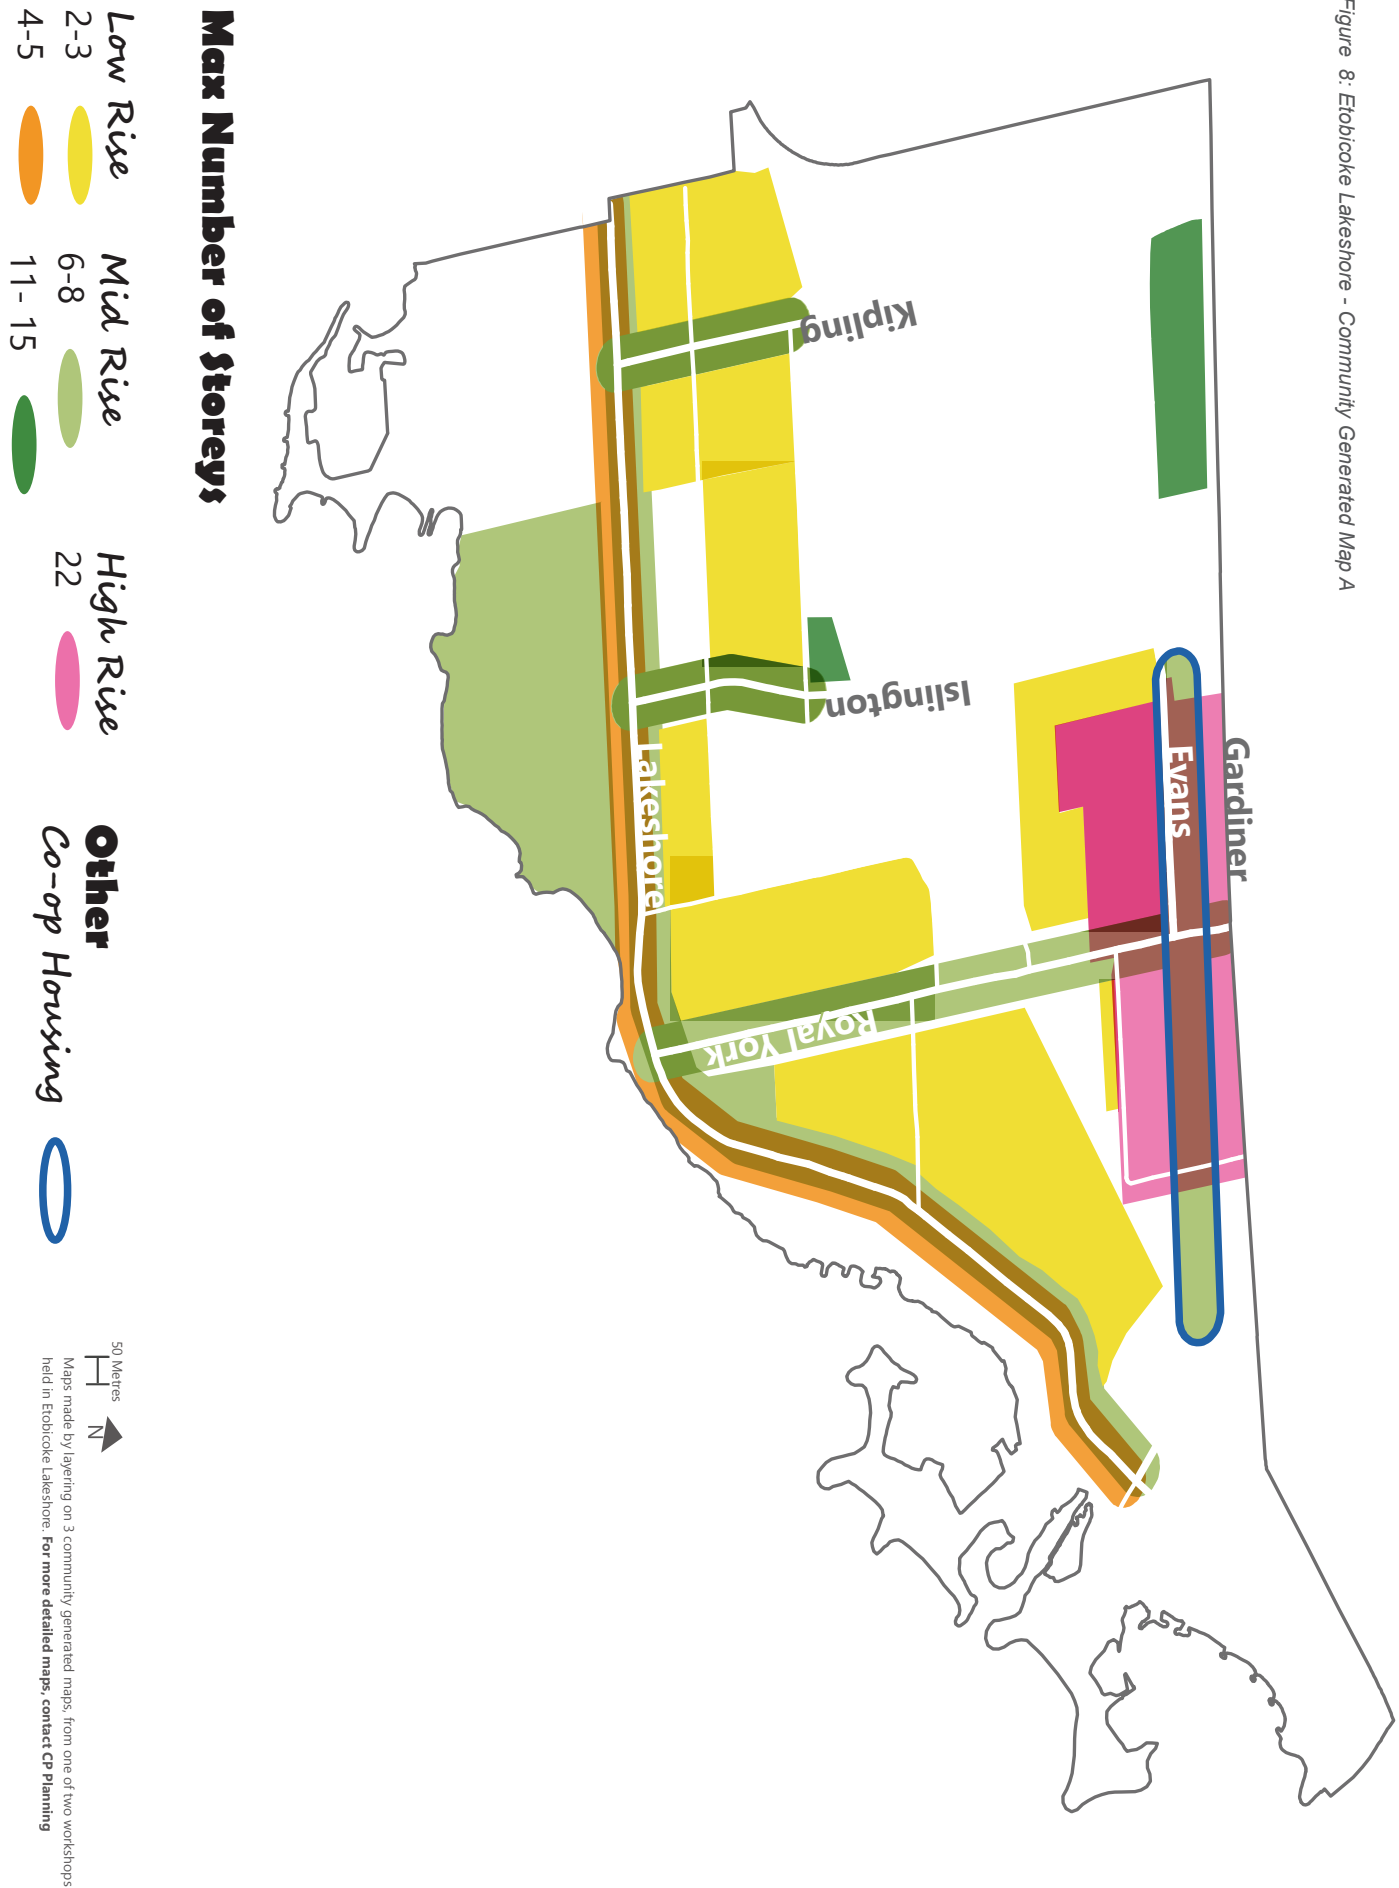 Figure 8: Etobicoke Lakeshore - Community Generated Map A
Gardiner
Evans
Kipling
Islington
Royal York
Lakeshore
Max Number of Storeys
Low Rise
2-3
4-5
Mid Rise
6-8
11- 15
High Rise
22
Other
Co-op Housing
50 Metres
N
Maps made by layering on 3 community generated maps, from one of two workshops
held in Etobicoke Lakeshore. For more detailed maps, contact CP Planning